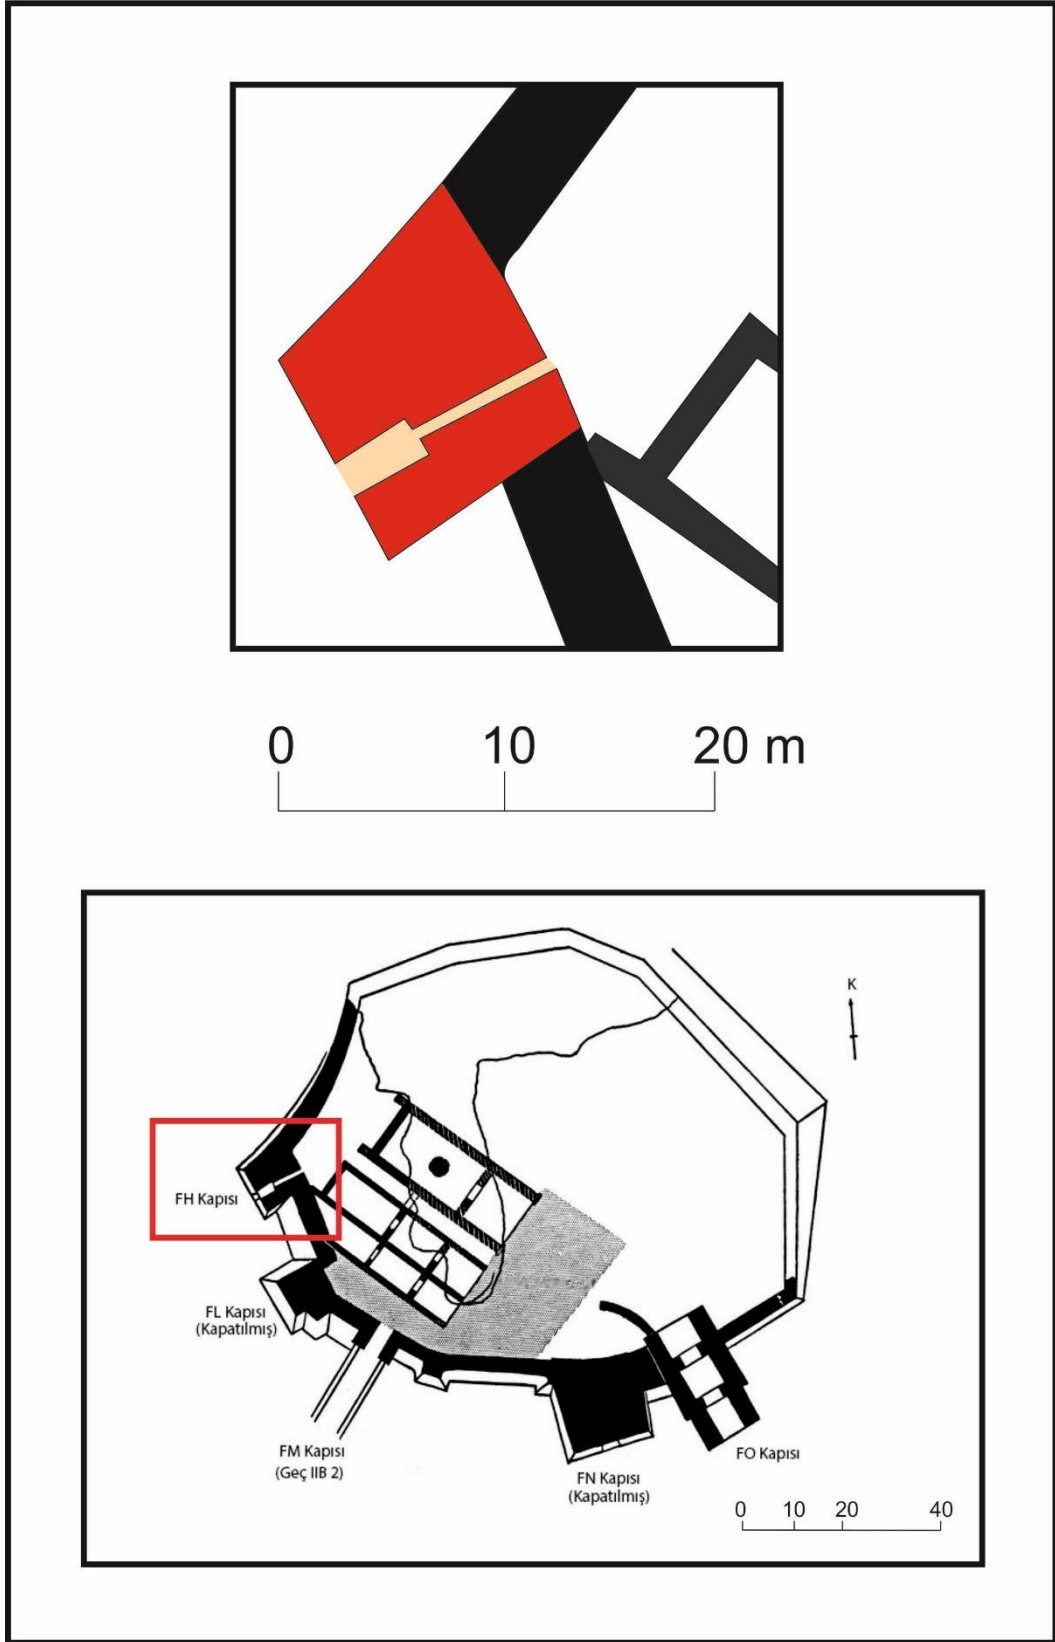 0 10 20 m
K
FH Kapısı
FL Kapısı
(Kapatılmış)
FM Kapısı
(Geç IIB 2)
FN Kapısı
(Kapatılmış)
FO Kapısı
0 10 20 40